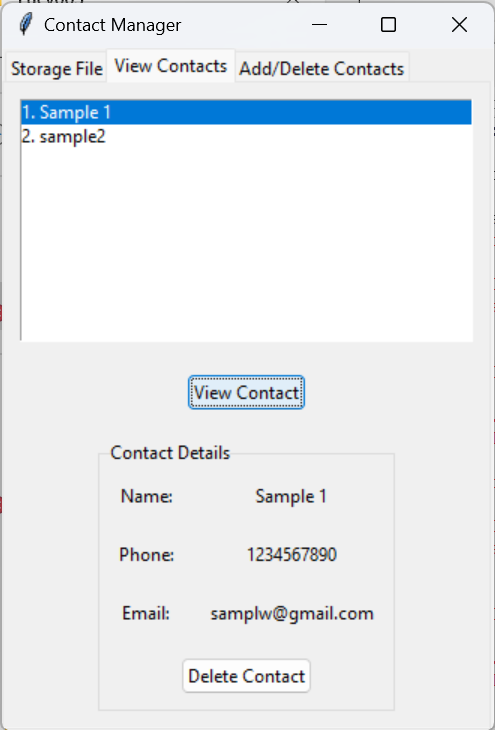 Contact Manager
Storage File View Contacts Add/Delete Contacts
1. Sample 1
2. sample2
View Contact
Contact Details
Name: Sample 1
Phone: 1234567890
Email: samplw@gmail.com
Delete Contact